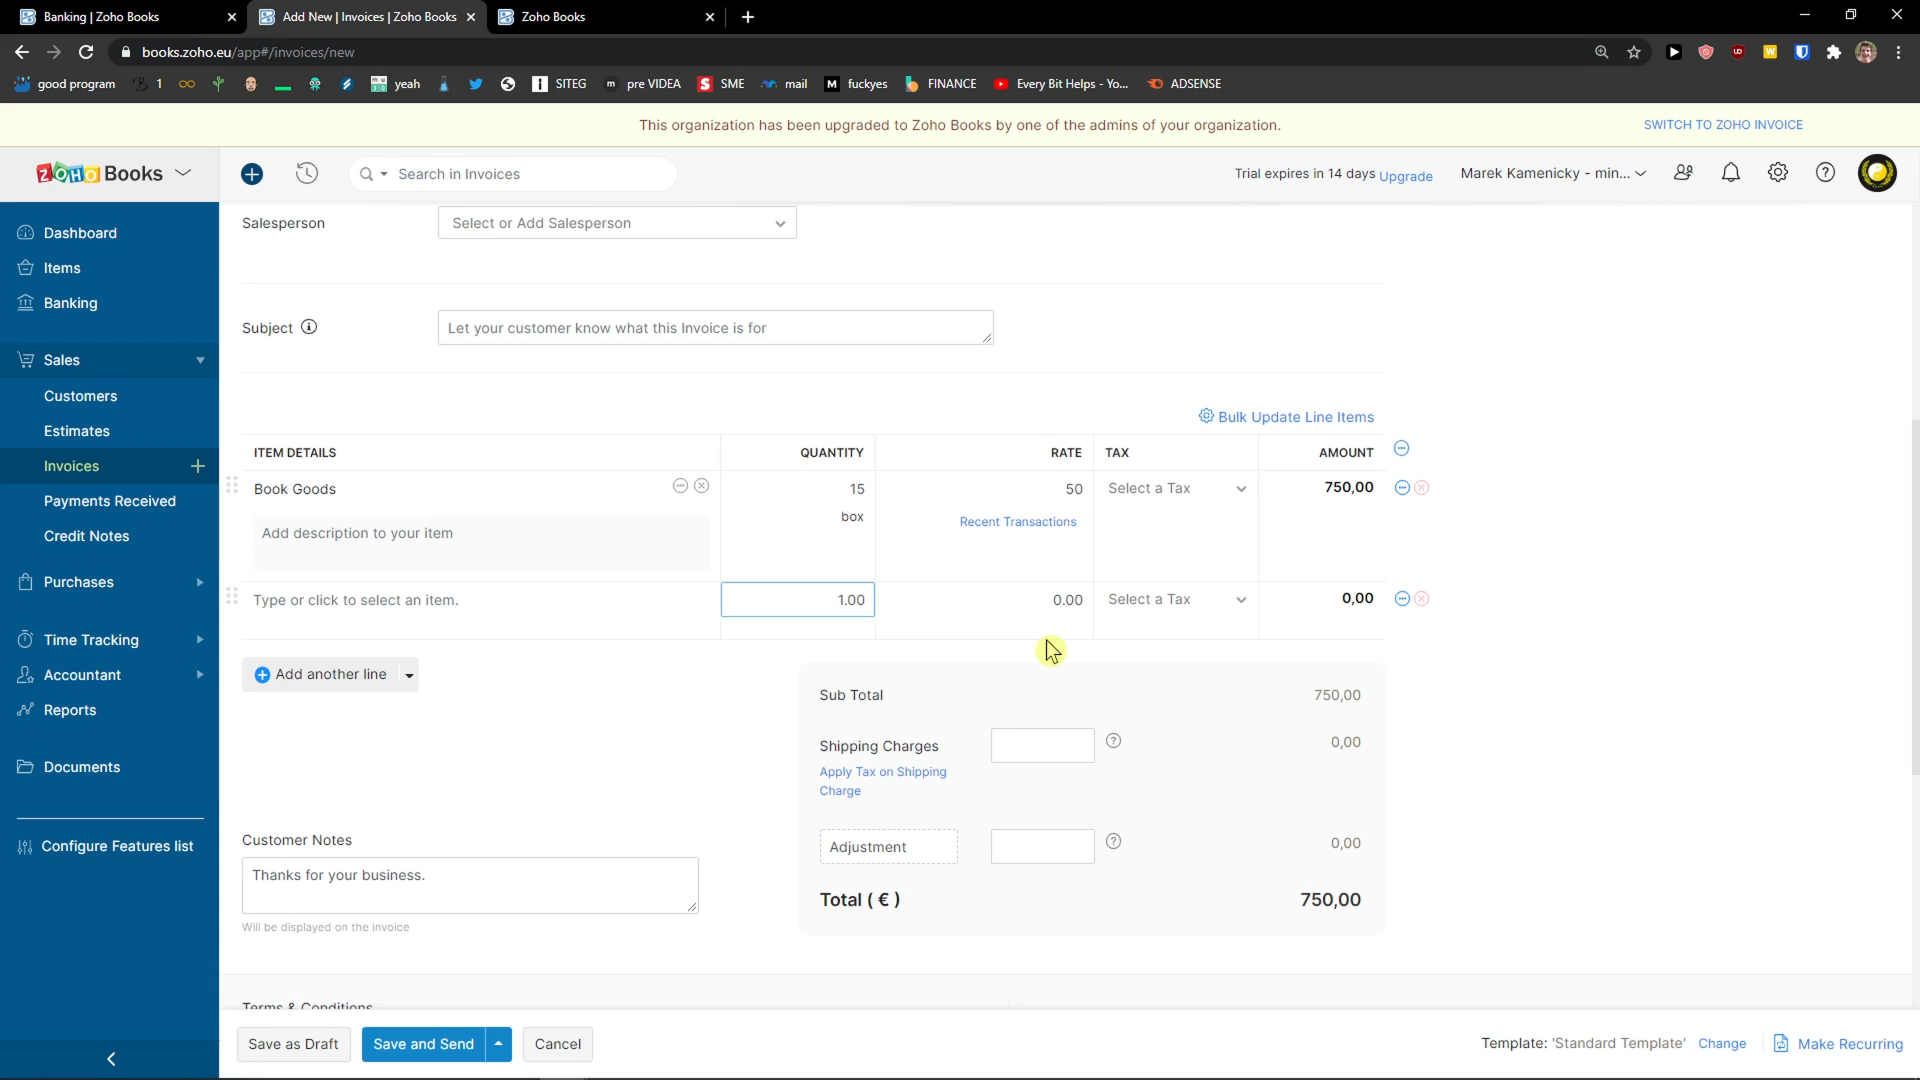 Banking | Zoho Books
Add New | Invoices | Zoho Books
Zoho Books
books.zoho.eu/app#/invoices/new
good program
1
yeah
SITEG
pre VIDEA
SME
mail
fuckyes
FINANCE
Every Bit Helps - Yo...
ADSENSE
This organization has been upgraded to Zoho Books by one of the admins of your organization.
SWITCH TO ZOHO INVOICE
ZOHO Books
Search in Invoices
Trial expires in 14 days Upgrade
Marek Kamenicky - min...
Dashboard
Items
Banking
Sales
Customers
Estimates
Invoices
Payments Received
Credit Notes
Purchases
Time Tracking
Accountant
Reports
Documents
Configure Features list
Salesperson
Select or Add Salesperson
Subject
Let your customer know what this Invoice is for
Bulk Update Line Items
ITEM DETAILS QUANTITY RATE TAX AMOUNT
Book Goods 15 50 Select a Tax 750,00
box Recent Transactions
Add description to your item
Type or click to select an item. 1.00 0.00 Select a Tax 0,00
Add another line
Sub Total 750,00
Shipping Charges 0,00
Apply Tax on Shipping
Charge
Adjustment 0,00
Total ( € ) 750,00
Customer Notes
Thanks for your business.
Will be displayed on the invoice
Terms & Conditions
Save as Draft
Save and Send
Cancel
Template: 'Standard Template' Change
Make Recurring